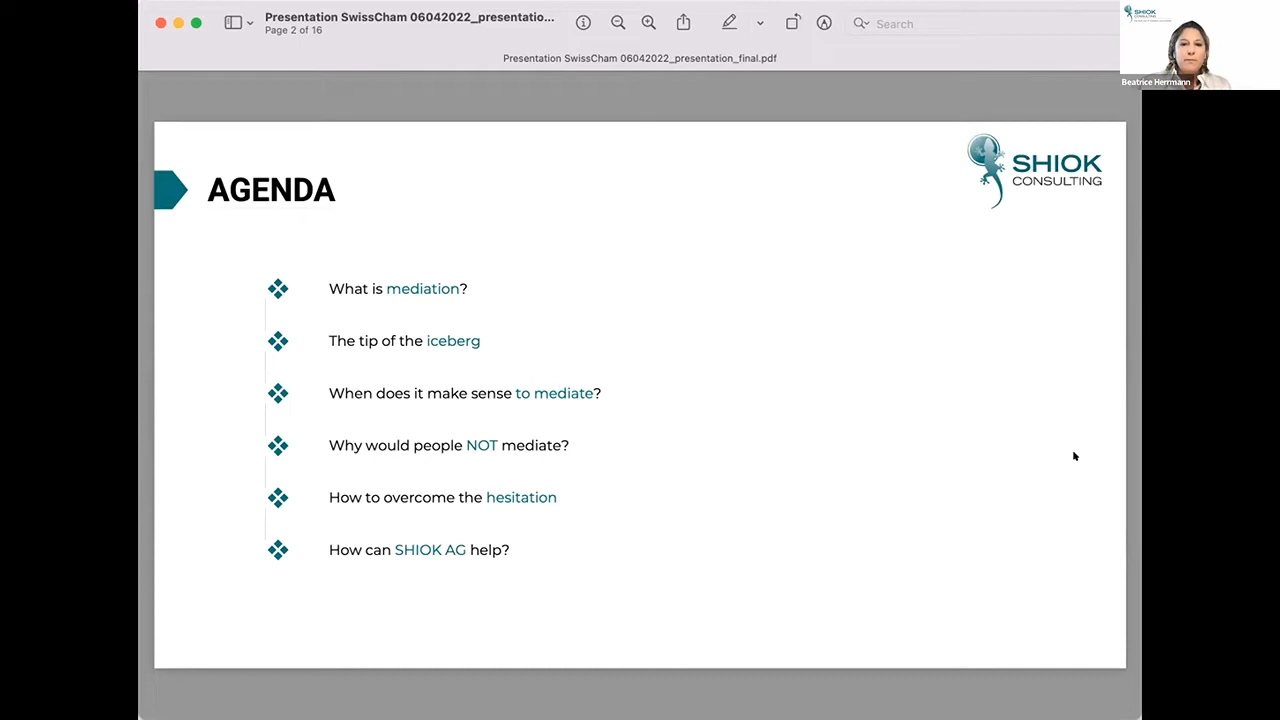 Presentation SwissCham 06042022_presentatio...
Page 2 of 16
Search
Presentation SwissCham 06042022_presentation_final.pdf
SHIOK
CONSULTING
Beatrice Herrmann
SHIOK
CONSULTING
AGENDA
What is mediation?
The tip of the iceberg
When does it make sense to mediate?
Why would people NOT mediate?
How to overcome the hesitation
How can SHIOK AG help?